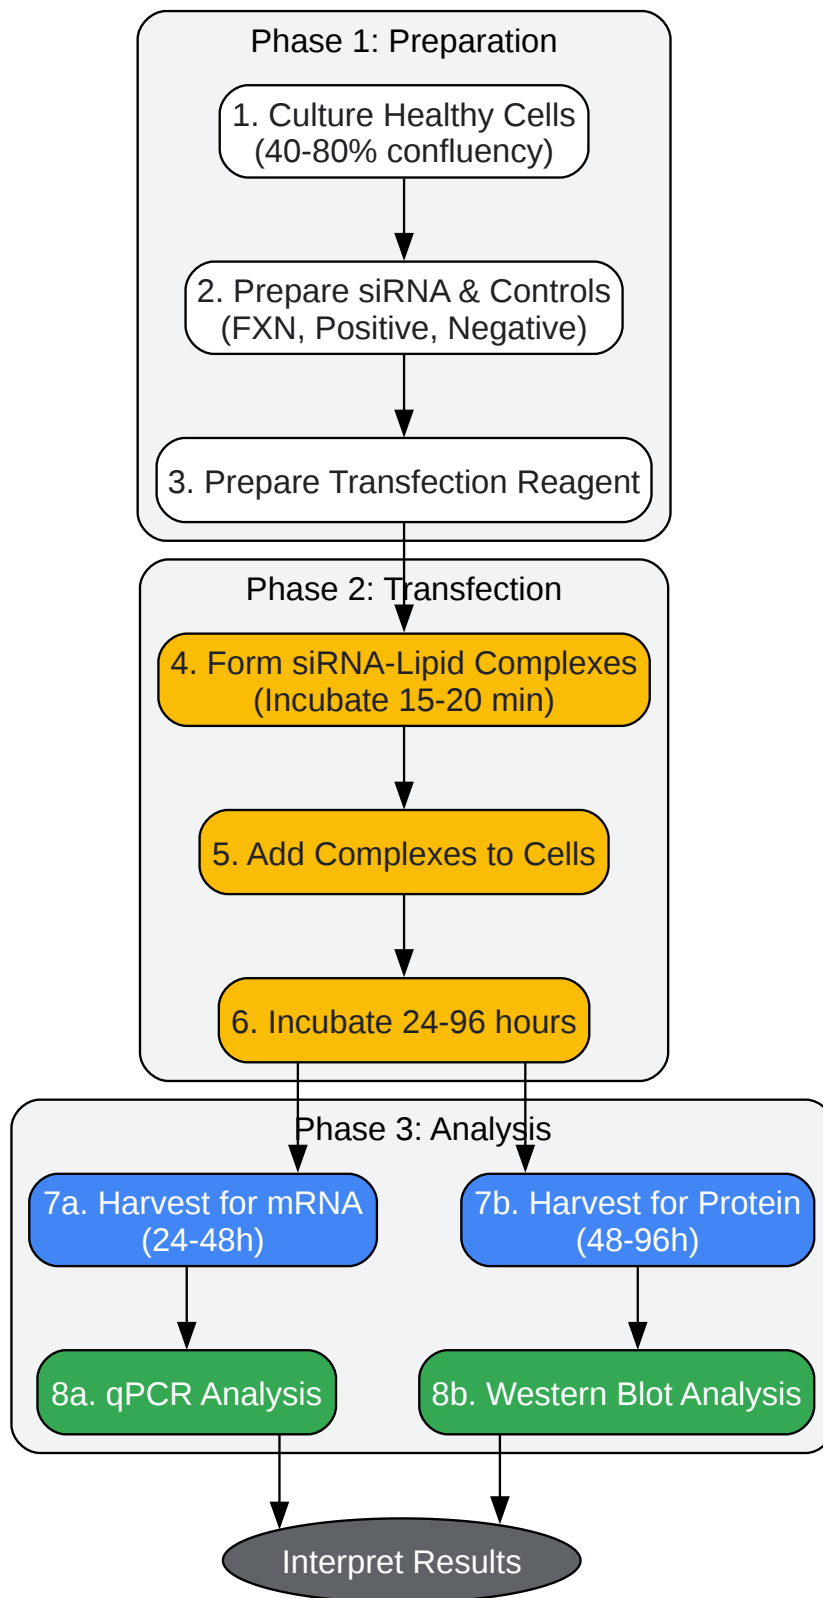 Phase 1: Preparation
1. Culture Healthy Cells
(40-80% confluency)
2. Prepare siRNA & Controls
(FXN, Positive, Negative)
3. Prepare Transfection Reagent
Phase 2: Transfection
4. Form siRNA-Lipid Complexes
(Incubate 15-20 min)
5. Add Complexes to Cells
6. Incubate 24-96 hours
Phase 3: Analysis
7a. Harvest for mRNA
(24-48h)
7b. Harvest for Protein
(48-96h)
8a. qPCR Analysis
8b. Western Blot Analysis
Interpret Results